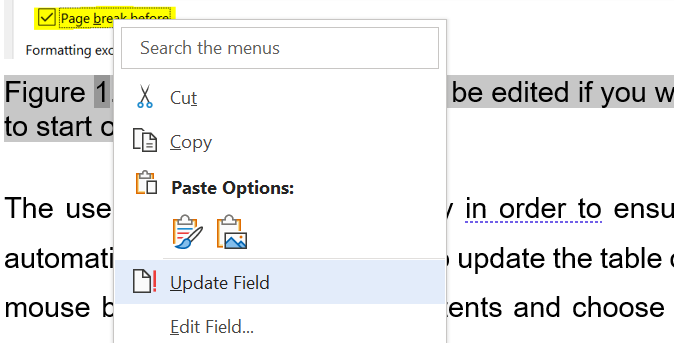 Page break before
Formatting exc
Search the menus
Figure 1 be edited if you w
Cut
to start o
Copy
Paste Options:
The use y in order to ensu
automati update the table
Update Field
mouse b tents and choose
Edit Field...